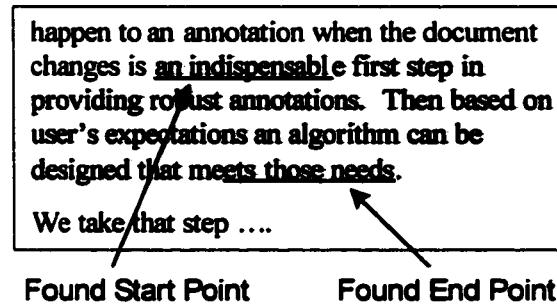 happen to an annotation when the document
changes is an indispensable first step in
providing robust annotations. Then based on
user's expectations an algorithm can be
designed that meets those needs.
We take that step ....
Found Start Point Found End Point